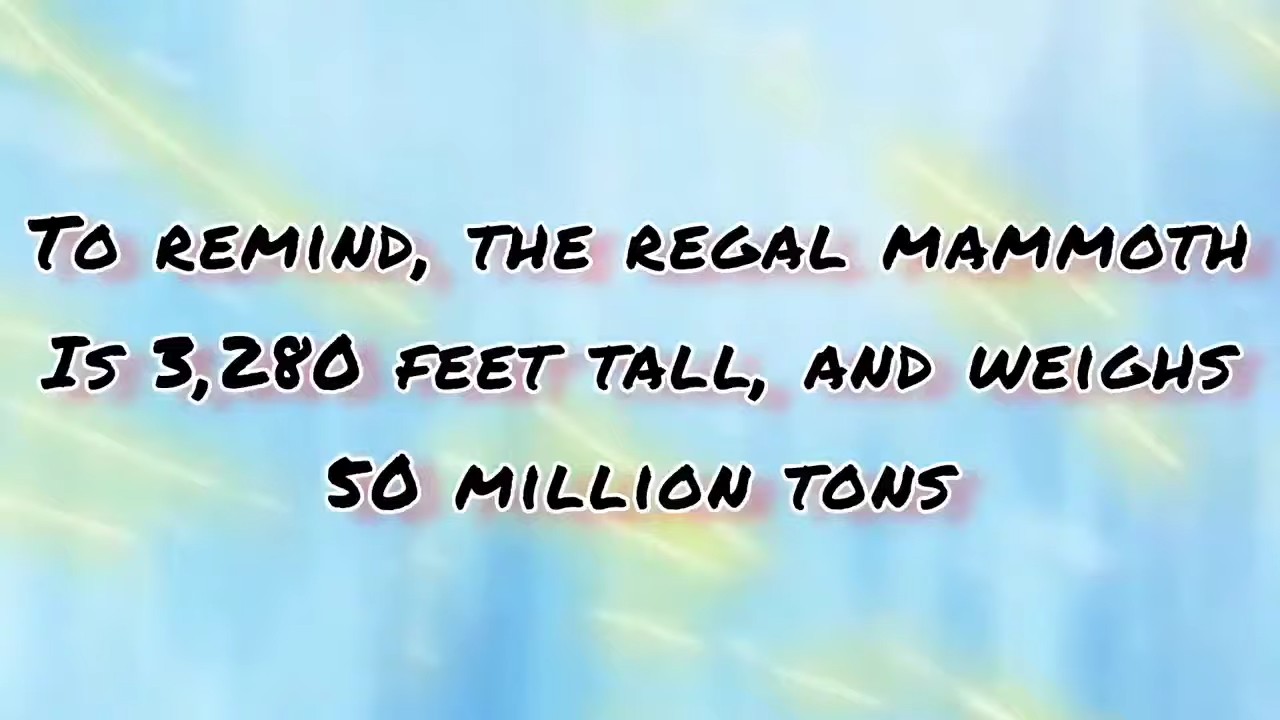 To remind, the regal mammoth
Is 3,280 feet tall, and weighs
50 million tons